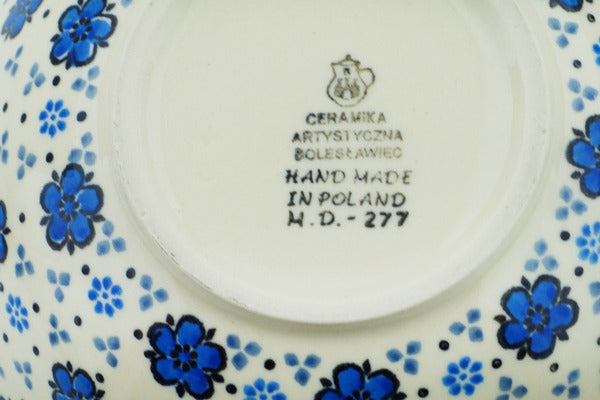 CERAMIKA
ARTYSTYCZNA
BOLESŁAWIEC
HAND MADE
IN POLAND
M.D.-277